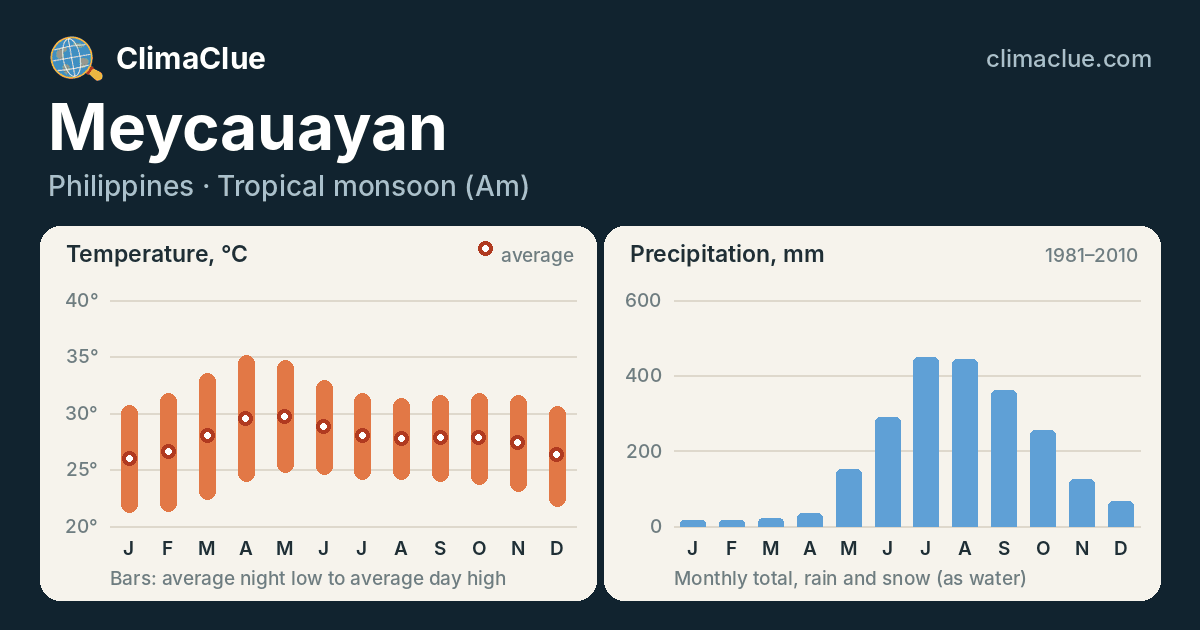 ClimaClue
climaclue.com
Meycauayan
Philippines · Tropical monsoon (Am)
Temperature, °C
average
40°
35°
30°
25°
20°
J F M A M J J A S O N D
Bars: average night low to average day high
Precipitation, mm
1981–2010
600
400
200
0
J F M A M J J A S O N D
Monthly total, rain and snow (as water)